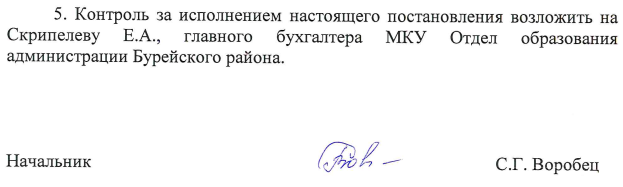 5. Контроль за исполнением настоящего постановления возложить на
Скрипелеву Е.А., главного бухгалтера МКУ Отдел образования
администрации Бурейского района.
Начальник С.Г. Воробец